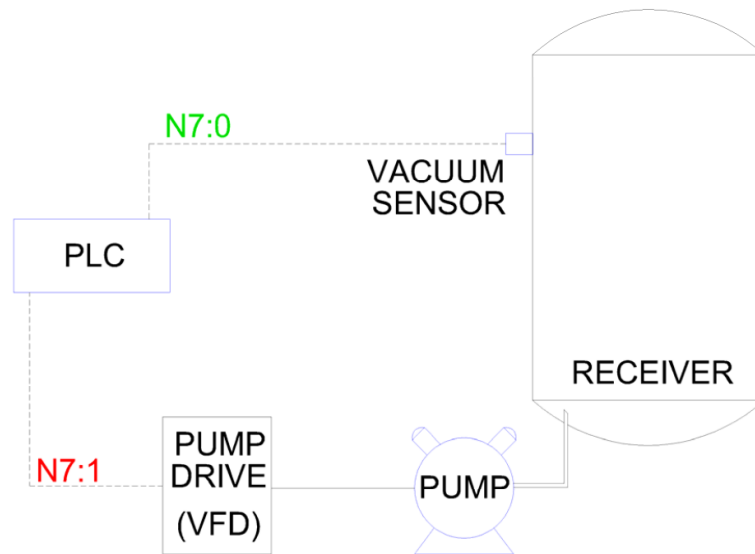 N7:0
VACUUM
SENSOR
PLC
RECEIVER
N7:1
PUMP
DRIVE
(VFD)
PUMP